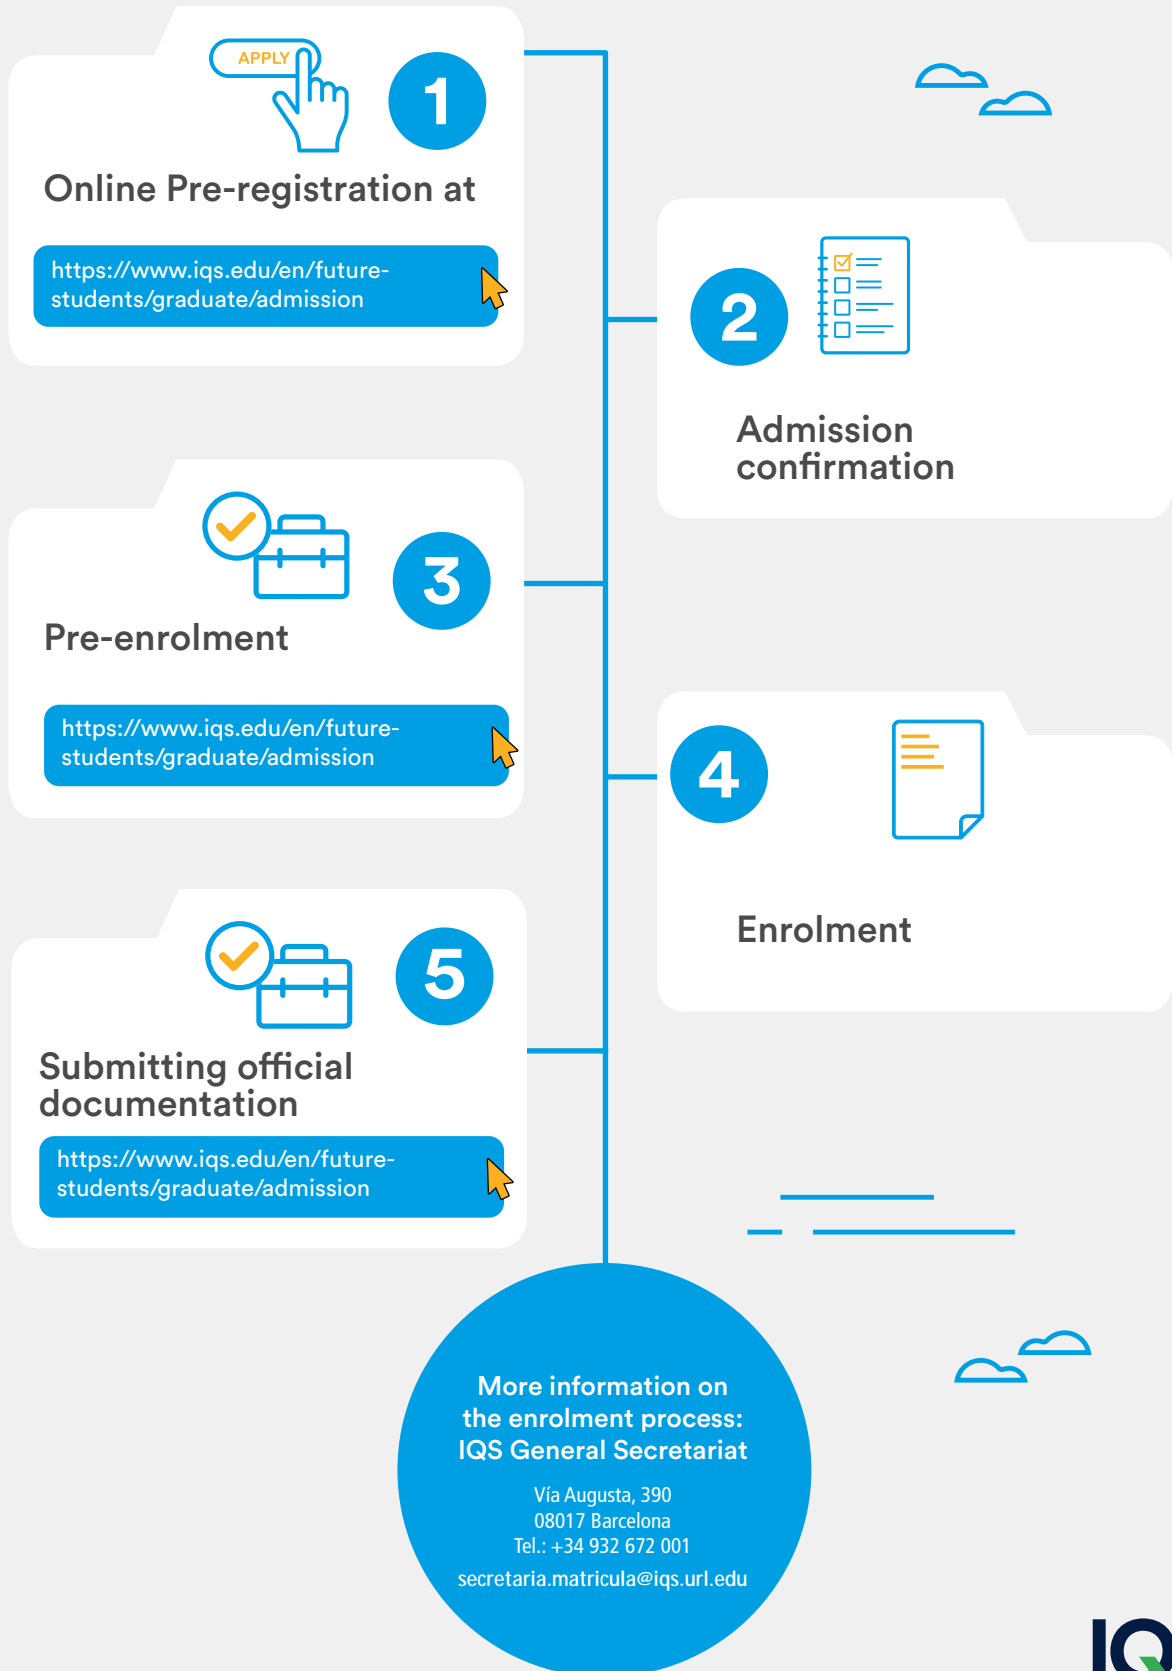 APPLY
1
Online Pre-registration at
https://www.iqs.edu/en/future-
students/graduate/admission
2
Admission
confirmation
3
Pre-enrolment
https://www.iqs.edu/en/future-
students/graduate/admission
4
Enrolment
5
Submitting official
documentation
https://www.iqs.edu/en/future-
students/graduate/admission
More information on
the enrolment process:
IQS General Secretariat
Vía Augusta, 390
08017 Barcelona
Tel.: +34 932 672 001
secretaria.matricula@iqs.url.edu
IQ